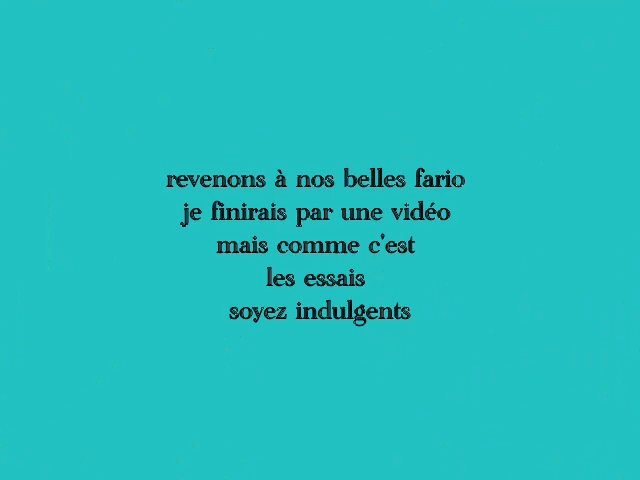 revenons à nos belles fario
je finirais par une vidéo
mais comme c'est
les essais
soyez indulgents